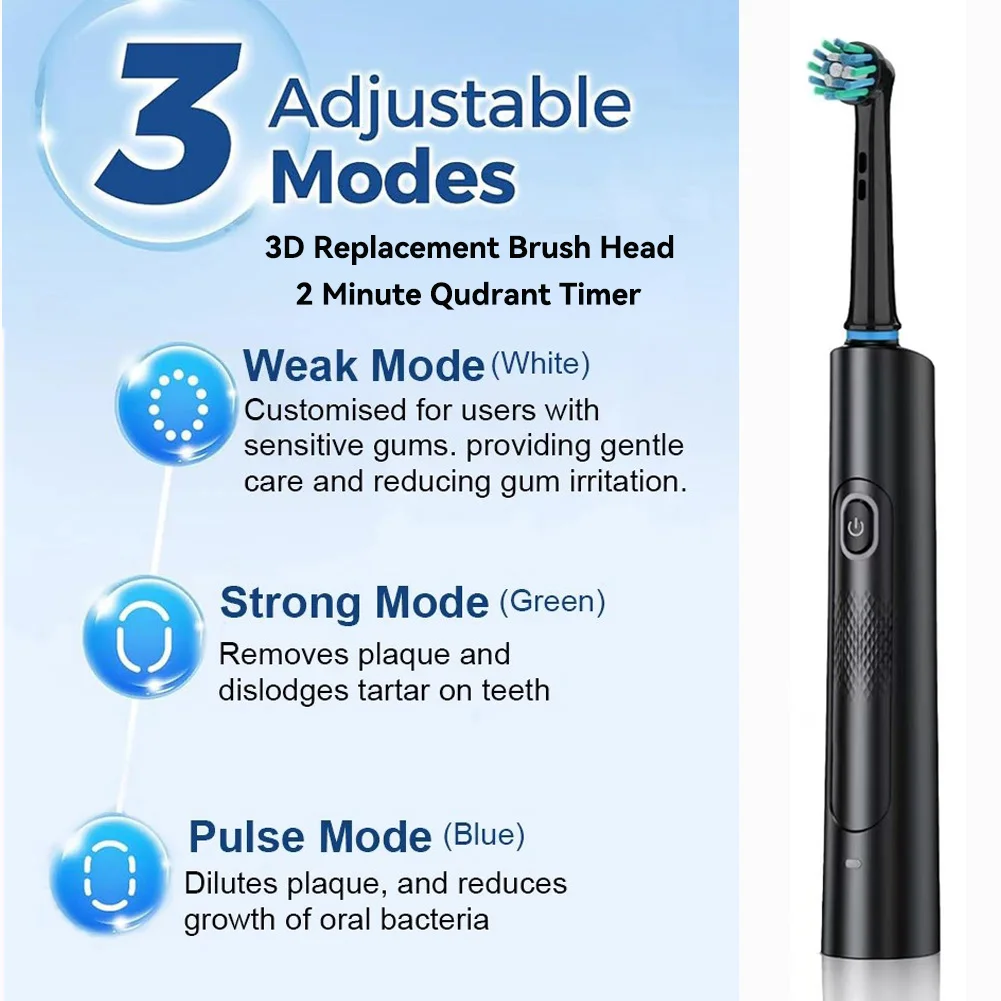 3 Adjustable
Modes
3D Replacement Brush Head
2 Minute Qudrant Timer
Weak Mode (White)
Customised for users with
sensitive gums. providing gentle
care and reducing gum irritation.
Strong Mode (Green)
Removes plaque and
dislodges tartar on teeth
Pulse Mode (Blue)
Dilutes plaque, and reduces
growth of oral bacteria